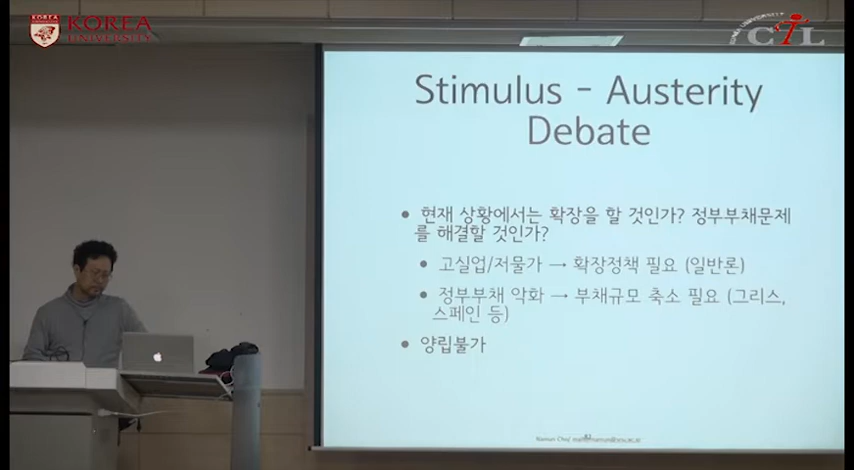 KOREA
UNIVERSITY
CTL
Stimulus - Austerity
Debate
• 현재 상황에서는 확장을 할 것인가? 정부부채문제
를 해결할 것인가?
• 고실업/저물가 → 확장정책 필요 (일반론)
• 정부부채 악화 → 부채규모 축소 필요 (그리스,
스페인 등)
• 양립불가